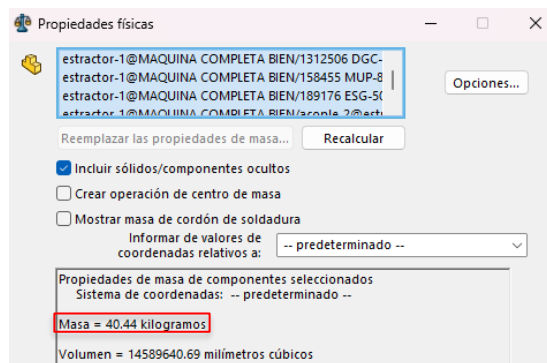 Propiedades físicas
estractor-1@MAQUINA COMPLETA BIEN/1312506 DGC-
estractor-1@MAQUINA COMPLETA BIEN/158455 MUP-8
estractor-1@MAQUINA COMPLETA BIEN/189176 ESG-50
estractor-1@MAQUINA COMPLETA BIEN/acople-2@estr
Opciones...
Reemplazar las propiedades de masa...
Recalcular
Incluir sólidos/componentes ocultos
Crear operación de centro de masa
Mostrar masa de cordón de soldadura
Informar de valores de
coordenadas relativos a:
-- predeterminado --
Propiedades de masa de componentes seleccionados
Sistema de coordenadas: -- predeterminado --
Masa = 40.44 kilogramos
Volumen = 14589640.69 milímetros cúbicos